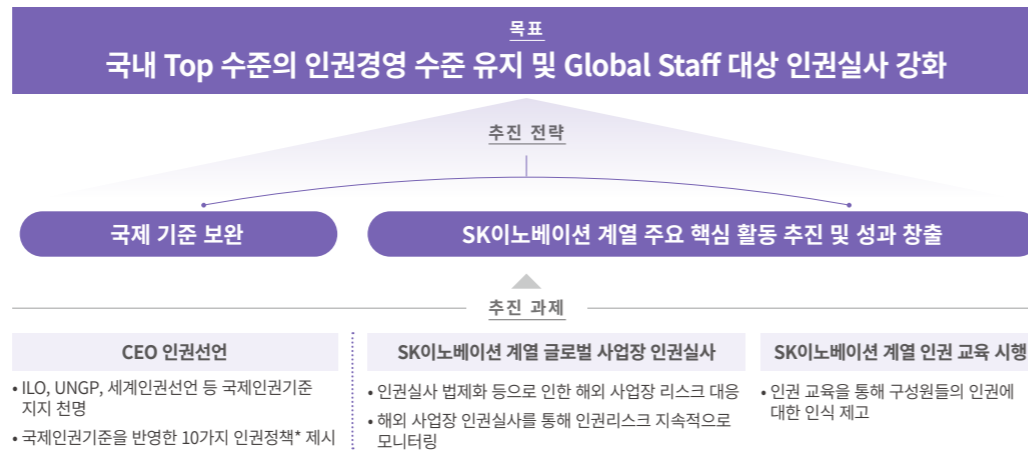 목표
국내 Top 수준의 인권경영 수준 유지 및 Global Staff 대상 인권실사 강화
추진 전략
국제 기준 보완
SK이노베이션 계열 주요 핵심 활동 추진 및 성과 창출
추진 과제
CEO 인권선언
• ILO, UNGP, 세계인권선언 등 국제인권기준
지지 천명
• 국제인권기준을 반영한 10가지 인권정책* 제시
SK이노베이션 계열 글로벌 사업장 인권실사
• 인권실사 법제화 등으로 인한 해외 사업장 리스크 대응
• 해외 사업장 인권실사를 통해 인권리스크 지속적으로
모니터링
SK이노베이션 계열 인권 교육 시행
• 인권 교육을 통해 구성원들의 인권에
대한 인식 제고